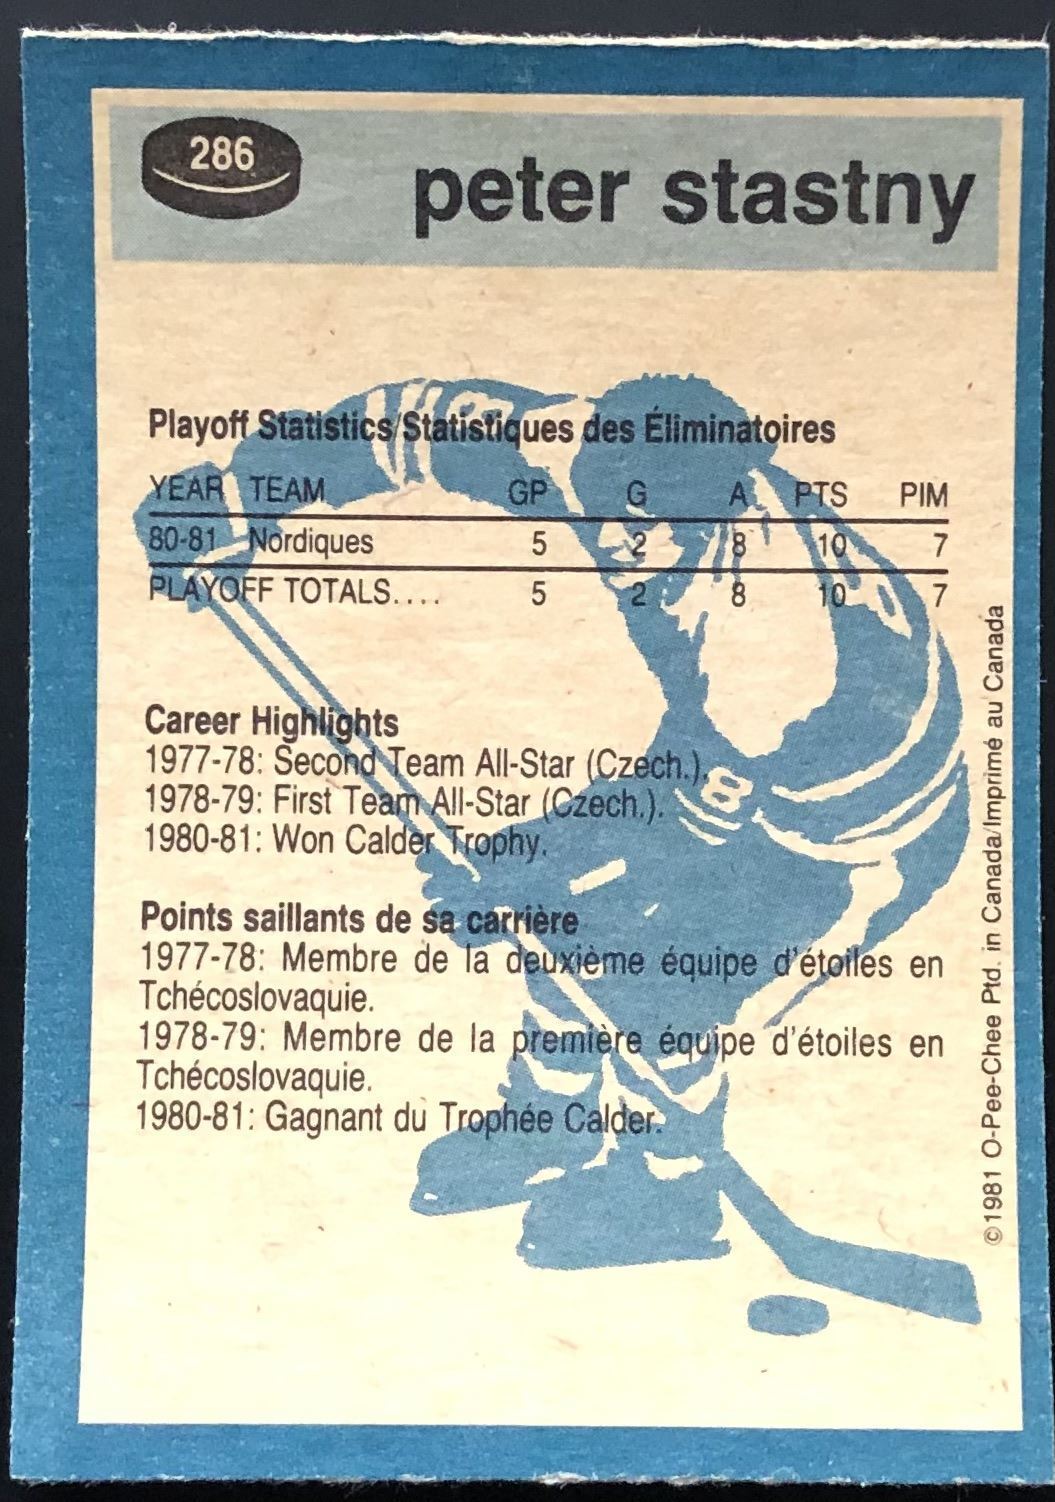 286
peter stastny
Playoff Statistics/Statistiques des Éliminatoires
YEAR TEAM GP G A PTS PIM
80-81 Nordiques 5 2 8 10 7
PLAYOFF TOTALS.... 5 2 8 10 7
Career Highlights
1977-78: Second Team All-Star (Czech.).
1978-79: First Team All-Star (Czech.).
1980-81: Won Calder Trophy.
Points saillants de sa carrière
1977-78: Membre de la deuxième équipe d'étoiles en
Tchécoslovaquie.
1978-79: Membre de la première équipe d'étoiles en
Tchécoslovaquie.
1980-81: Gagnant du Trophée Calder.
©1981 O-Pee-Chee Ptd. in Canada/Imprimé au Canada
8